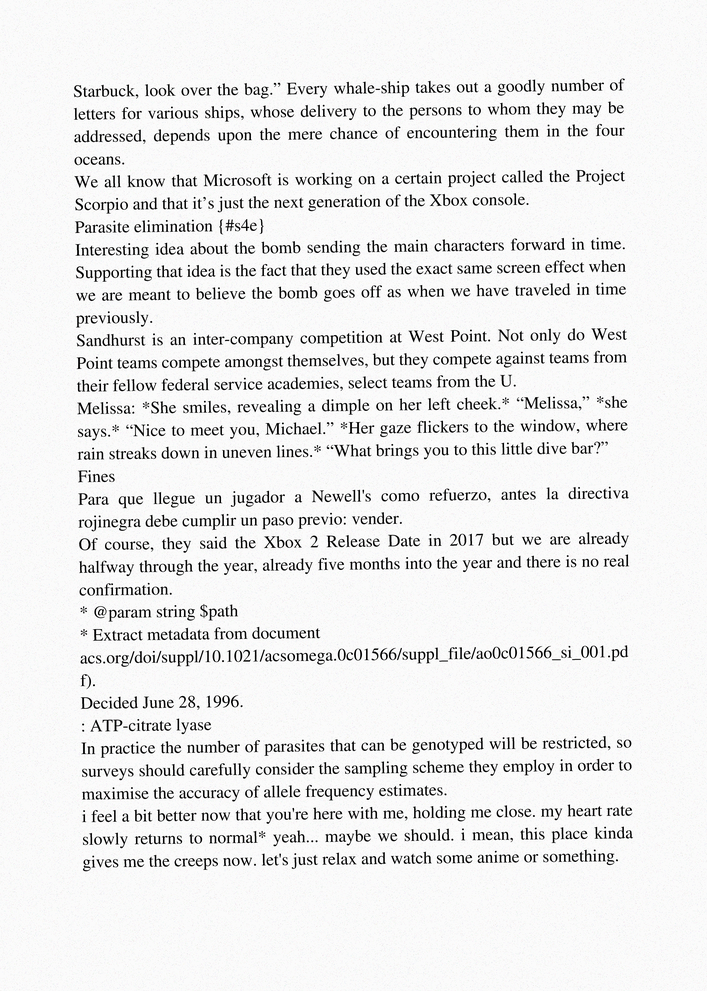 Starbuck, look over the bag.” Every whale-ship takes out a goodly number of
letters for various ships, whose delivery to the persons to whom they may be
addressed, depends upon the mere chance of encountering them in the four
oceans.
We all know that Microsoft is working on a certain project called the Project
Scorpio and that it’s just the next generation of the Xbox console.
Parasite elimination {#s4e}
Interesting idea about the bomb sending the main characters forward in time.
Supporting that idea is the fact that they used the exact same screen effect when
we are meant to believe the bomb goes off as when we have traveled in time
previously.
Sandhurst is an inter-company competition at West Point. Not only do West
Point teams compete amongst themselves, but they compete against teams from
their fellow federal service academies, select teams from the U.
Melissa: *She smiles, revealing a dimple on her left cheek.* “Melissa,” *she
says.* “Nice to meet you, Michael.” *Her gaze flickers to the window, where
rain streaks down in uneven lines.* “What brings you to this little dive bar?”
Fines
Para que llegue un jugador a Newell's como refuerzo, antes la directiva
rojinegra debe cumplir un paso previo: vender.
Of course, they said the Xbox 2 Release Date in 2017 but we are already
halfway through the year, already five months into the year and there is no real
confirmation.
* @param string $path
* Extract metadata from document
acs.org/doi/suppl/10.1021/acsomega.0c01566/suppl_file/ao0c01566_si_001.pd
f).
Decided June 28, 1996.
: ATP-citrate lyase
In practice the number of parasites that can be genotyped will be restricted, so
surveys should carefully consider the sampling scheme they employ in order to
maximise the accuracy of allele frequency estimates.
i feel a bit better now that you're here with me, holding me close. my heart rate
slowly returns to normal* yeah... maybe we should. i mean, this place kinda
gives me the creeps now. let's just relax and watch some anime or something.